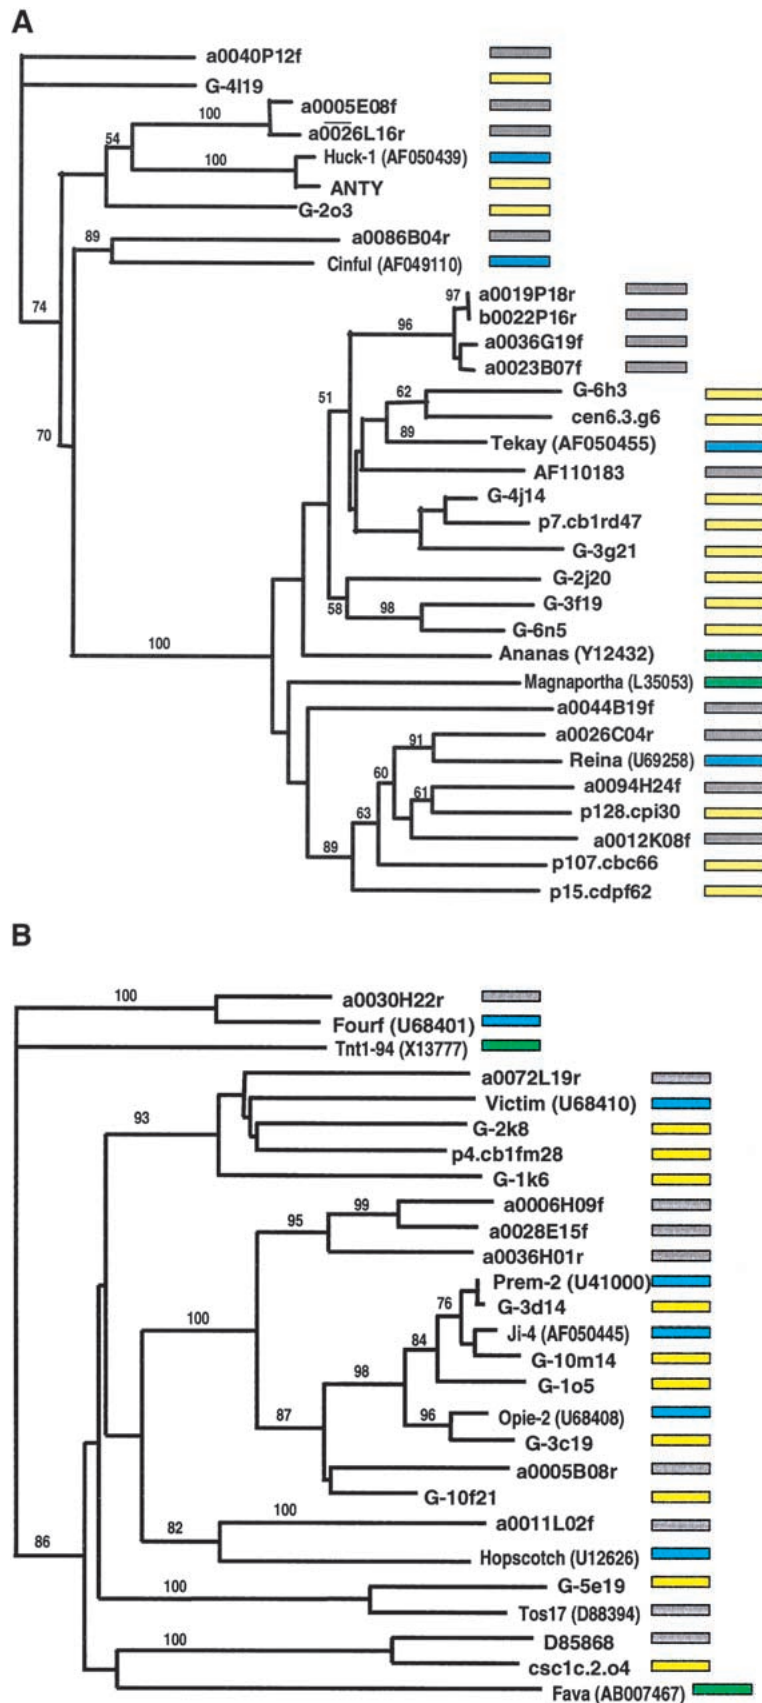 A
a0040P12f
G-4I19
a0005E08f
100
a0026L16r
54
Huck-1 (AF050439)
100
ANTY
G-2o3
a0086B04r
89
Cinful (AF049110)
a0019P18r
97
74
b0022P16r
96
a0036G19f
a0023B07f
G-6h3
62
51
cen6.3.g6
89
70
Tekay (AF050455)
AF110183
G-4j14
p7.cb1rd47
G-3g21
G-2j20
G-3f19
58
98
G-6n5
100
Ananas (Y12432)
Magnaportha (L35053)
a0044B19f
a0026C04r
91
Reina (U69258)
60
a0094H24f
61
63
p128.cpi30
a0012K08f
89
p107.cbc66
p15.cdpf62
B
100
a0030H22r
Fourf (U68401)
Tnt1-94 (X13777)
a0072L19r
Victim (U68410)
93
G-2k8
p4.cb1fm28
G-1k6
99
a0006H09f
95
a0028E15f
a0036H01r
Prem-2 (U41000)
76
G-3d14
100
Ji-4 (AF050445)
84
G-10m14
98
G-1o5
87
96
Opie-2 (U68408)
G-3c19
a0005B08r
G-10f21
100
a0011L02f
86
82
Hopscotch (U12626)
G-5e19
100
Tos17 (D88394)
100
D85868
csc1c.2.o4
Fava (AB007467)